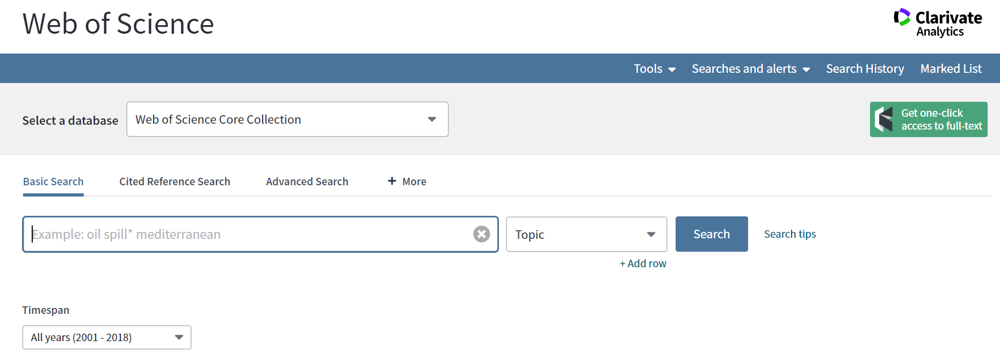 Web of Science
Clarivate
Analytics
Tools Searches and alerts Search History Marked List
Select a database Web of Science Core Collection
Get one-click
access to full-text
Basic Search Cited Reference Search Advanced Search + More
Example: oil spill* mediterranean Topic Search Search tips
+ Add row
Timespan
All years (2001 - 2018)